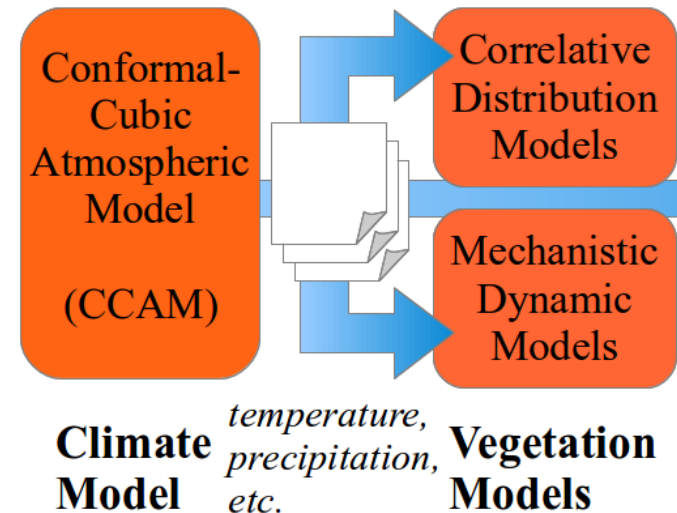 Conformal-
Cubic
Atmospheric
Model
(CCAM)
Correlative
Distribution
Models
Mechanistic
Dynamic
Models
Climate
Model
temperature,
precipitation,
etc.
Vegetation
Models